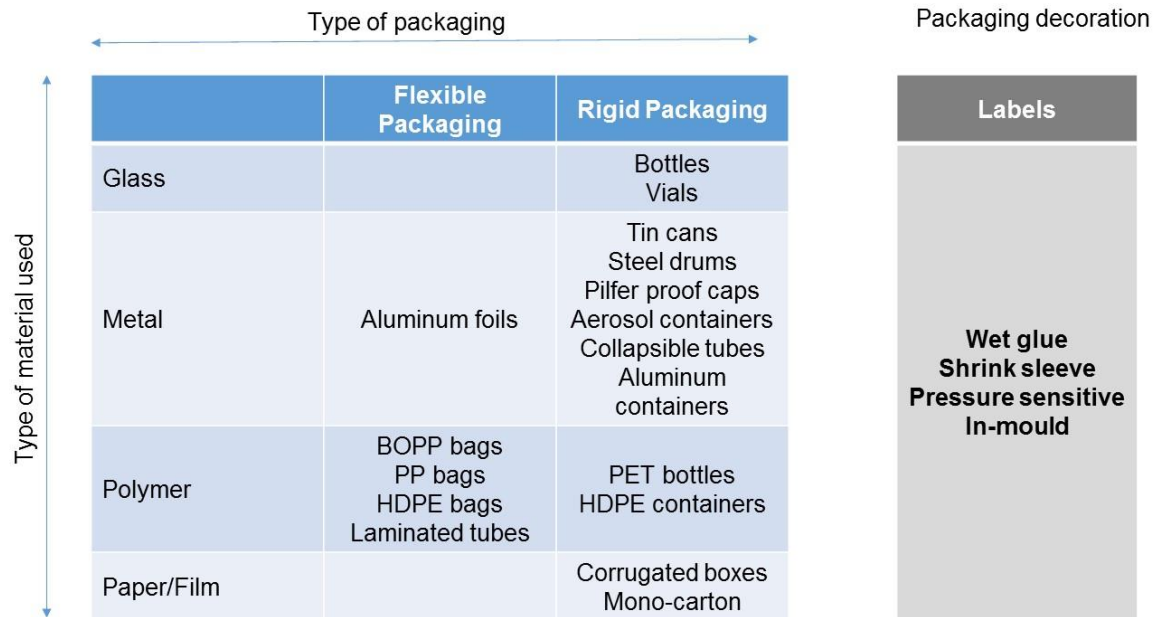 Type of packaging
Packaging decoration
Type of material used
Flexible
Packaging
Rigid Packaging
Labels
Glass
Bottles
Vials
Metal
Aluminum foils
Tin cans
Steel drums
Pilfer proof caps
Aerosol containers
Collapsible tubes
Aluminum
containers
Polymer
BOPP bags
PP bags
HDPE bags
Laminated tubes
PET bottles
HDPE containers
Paper/Film
Corrugated boxes
Mono-carton
Wet glue
Shrink sleeve
Pressure sensitive
In-mould